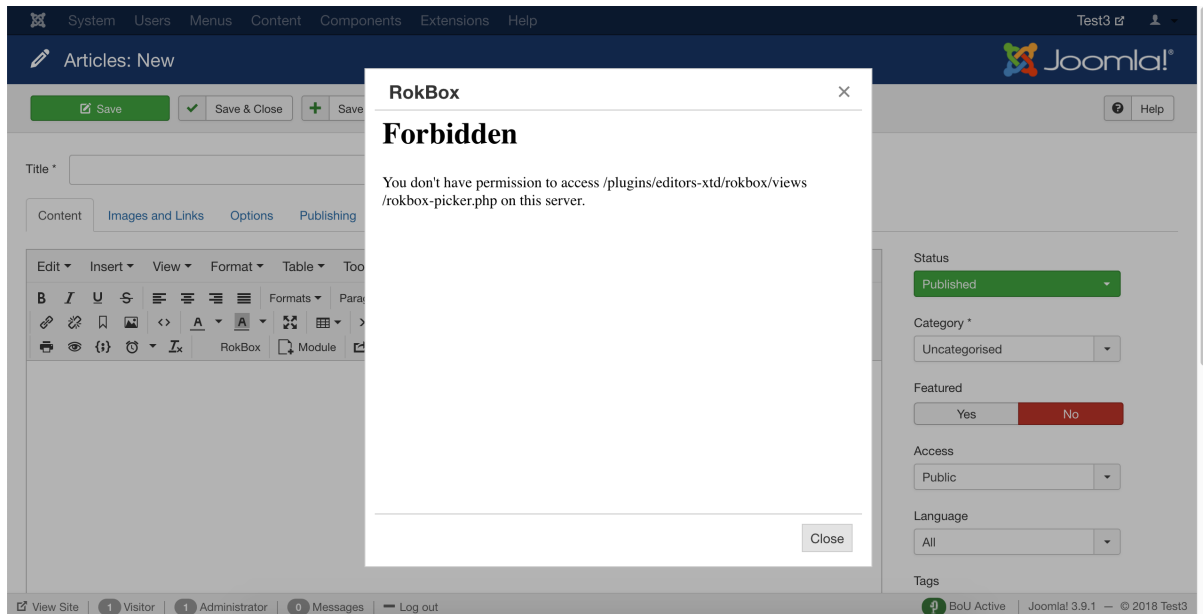 System Users Menus Content Components Extensions Help Test3
Articles: New Joomla!®
Save Save & Close Save Help
RokBox ×
Forbidden
You don't have permission to access /plugins/editors-xtd/rokbox/views
/rokbox-picker.php on this server.
Close
Title *
Content Images and Links Options Publishing
Edit Insert View Format Table Too
B I U S Formats Parag
A A
RokBox Module
Status
Published
Category *
Uncategorised
Featured
Yes No
Access
Public
Language
All
Tags
View Site 1 Visitor 1 Administrator 0 Messages Log out BoU Active Joomla! 3.9.1 — © 2018 Test3